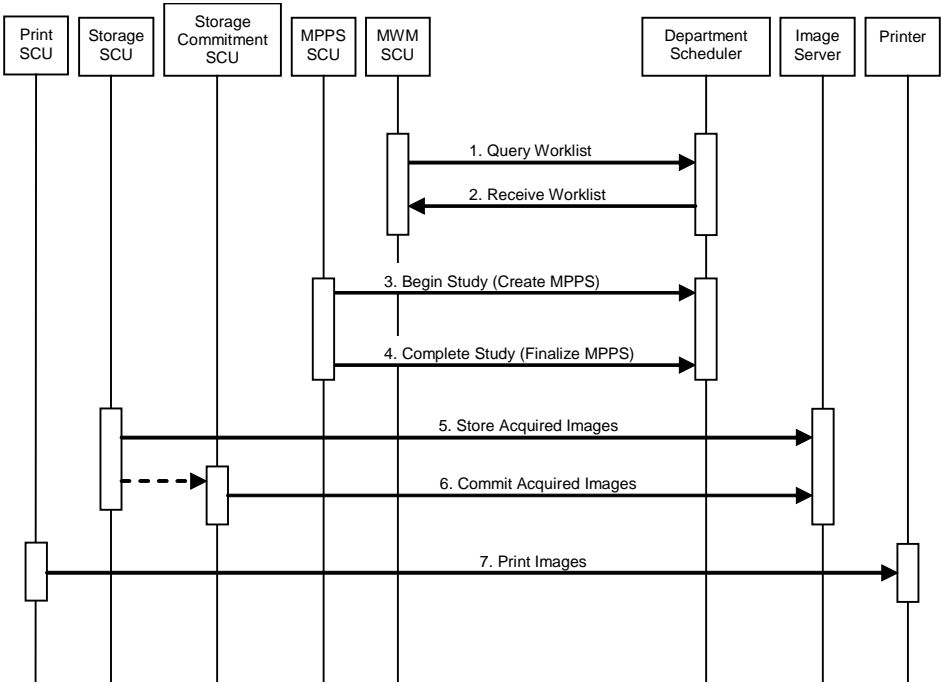 Print
SCU
Storage
SCU
Storage
Commitment
SCU
MPPS
SCU
MWM
SCU
Department
Scheduler
Image
Server
Printer
1. Query Worklist
2. Receive Worklist
3. Begin Study (Create MPPS)
4. Complete Study (Finalize MPPS)
5. Store Acquired Images
6. Commit Acquired Images
7. Print Images